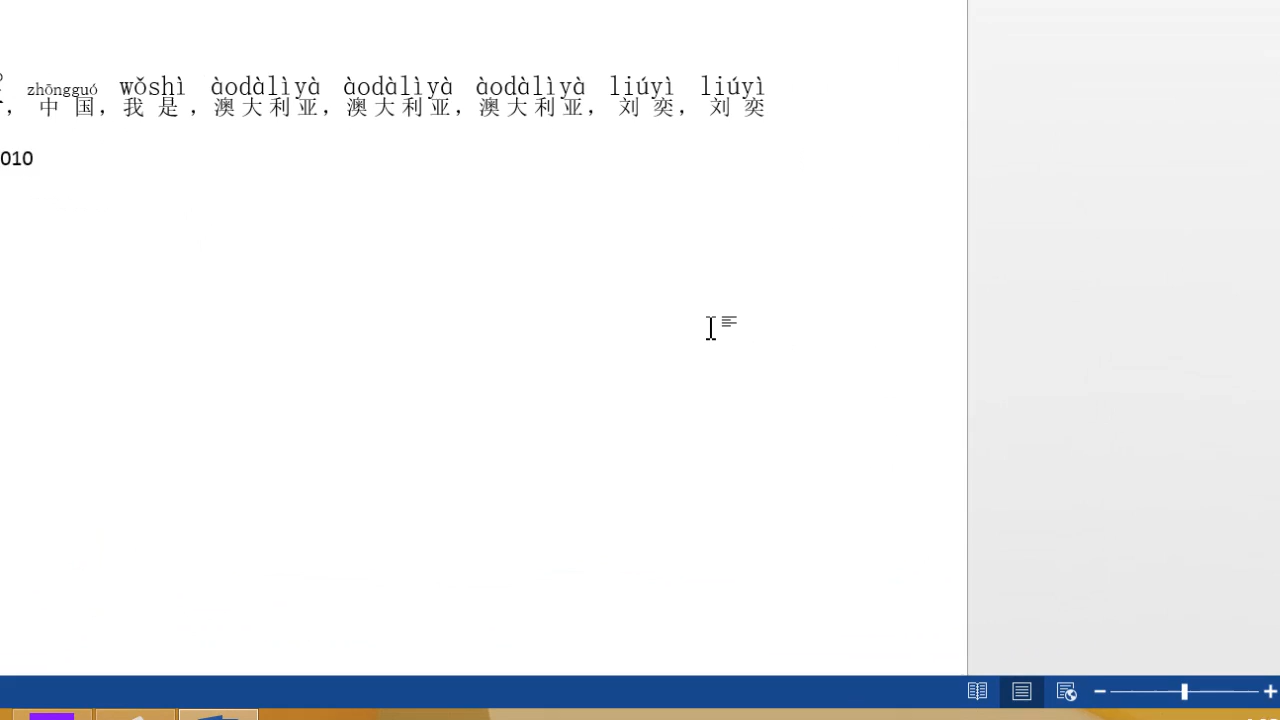 zhōngguó wǒshì àodàlìyà àodàlìyà àodàlìyà liúyì liúyì
，中国，我是，澳大利亚，澳大利亚，澳大利亚，刘奕，刘奕
010